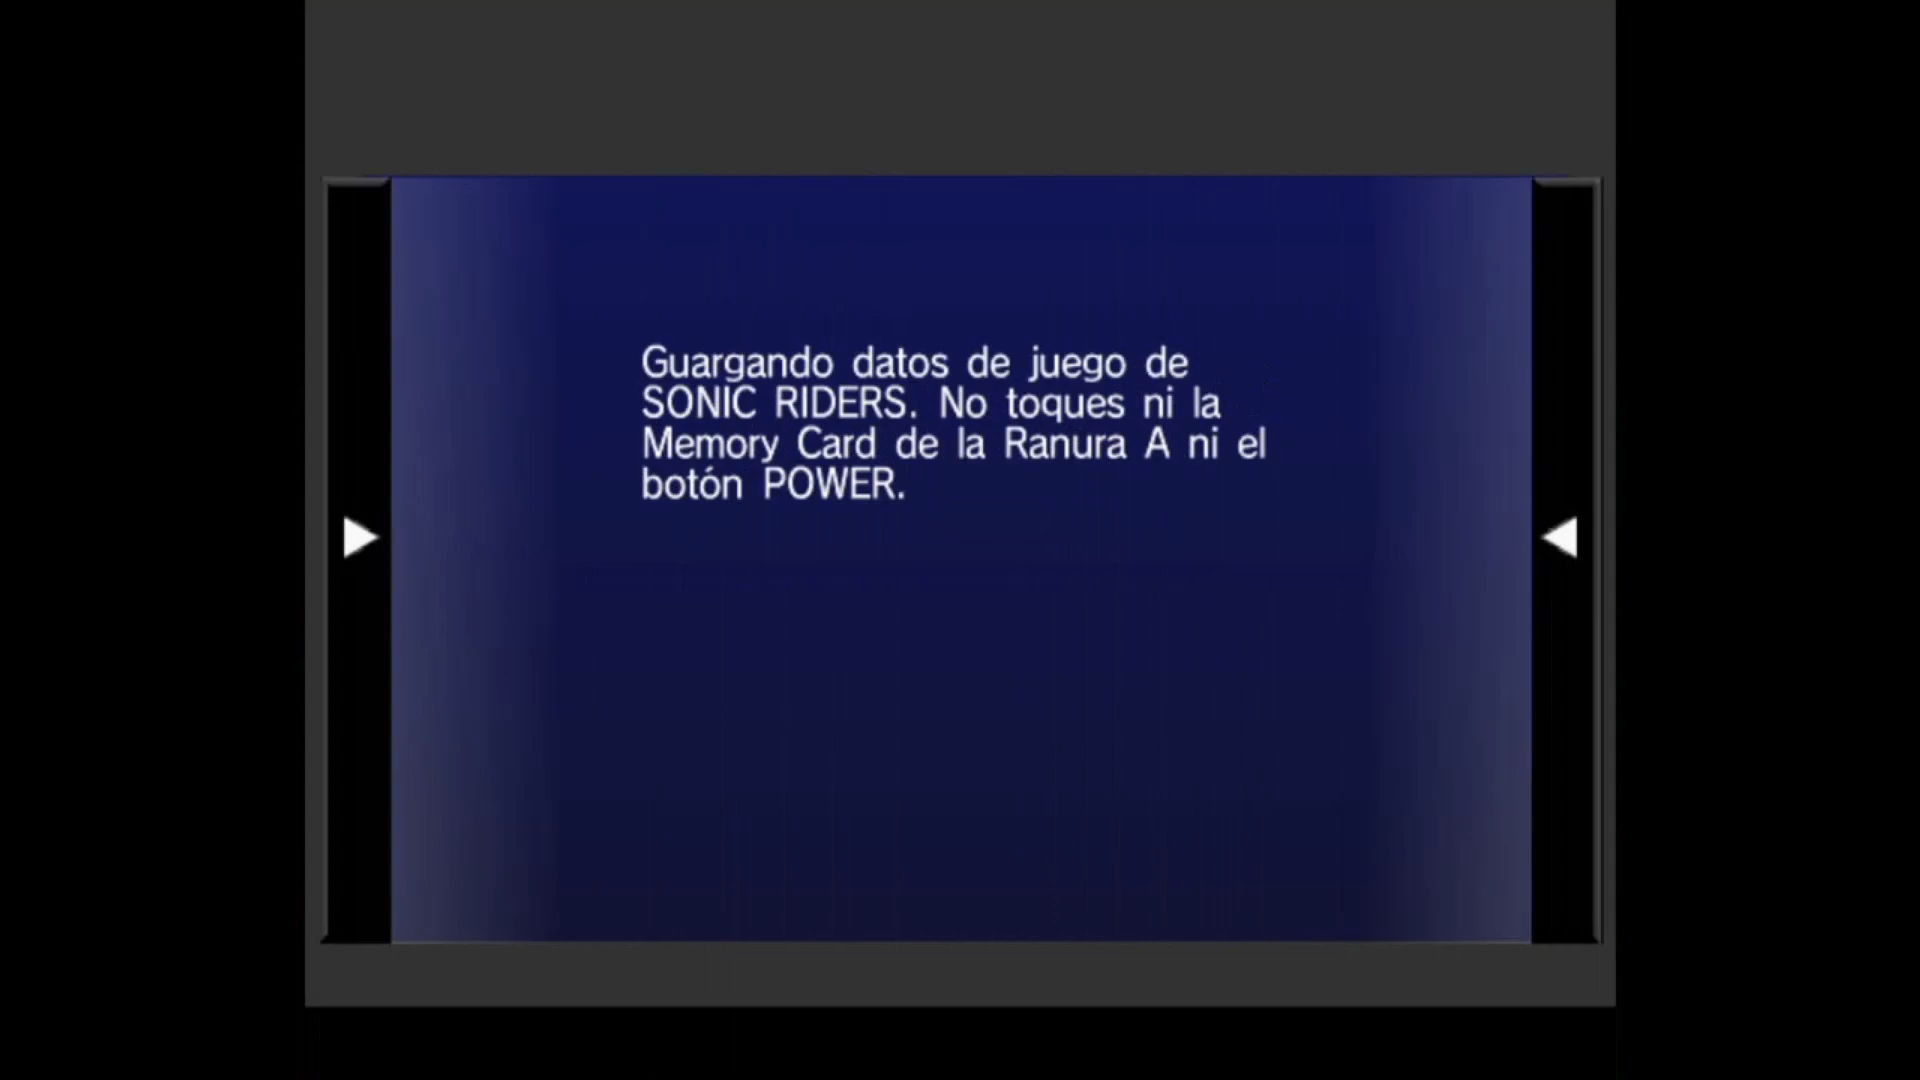 Guargando datos de juego de
SONIC RIDERS. No toques ni la
Memory Card de la Ranura A ni el
botón POWER.